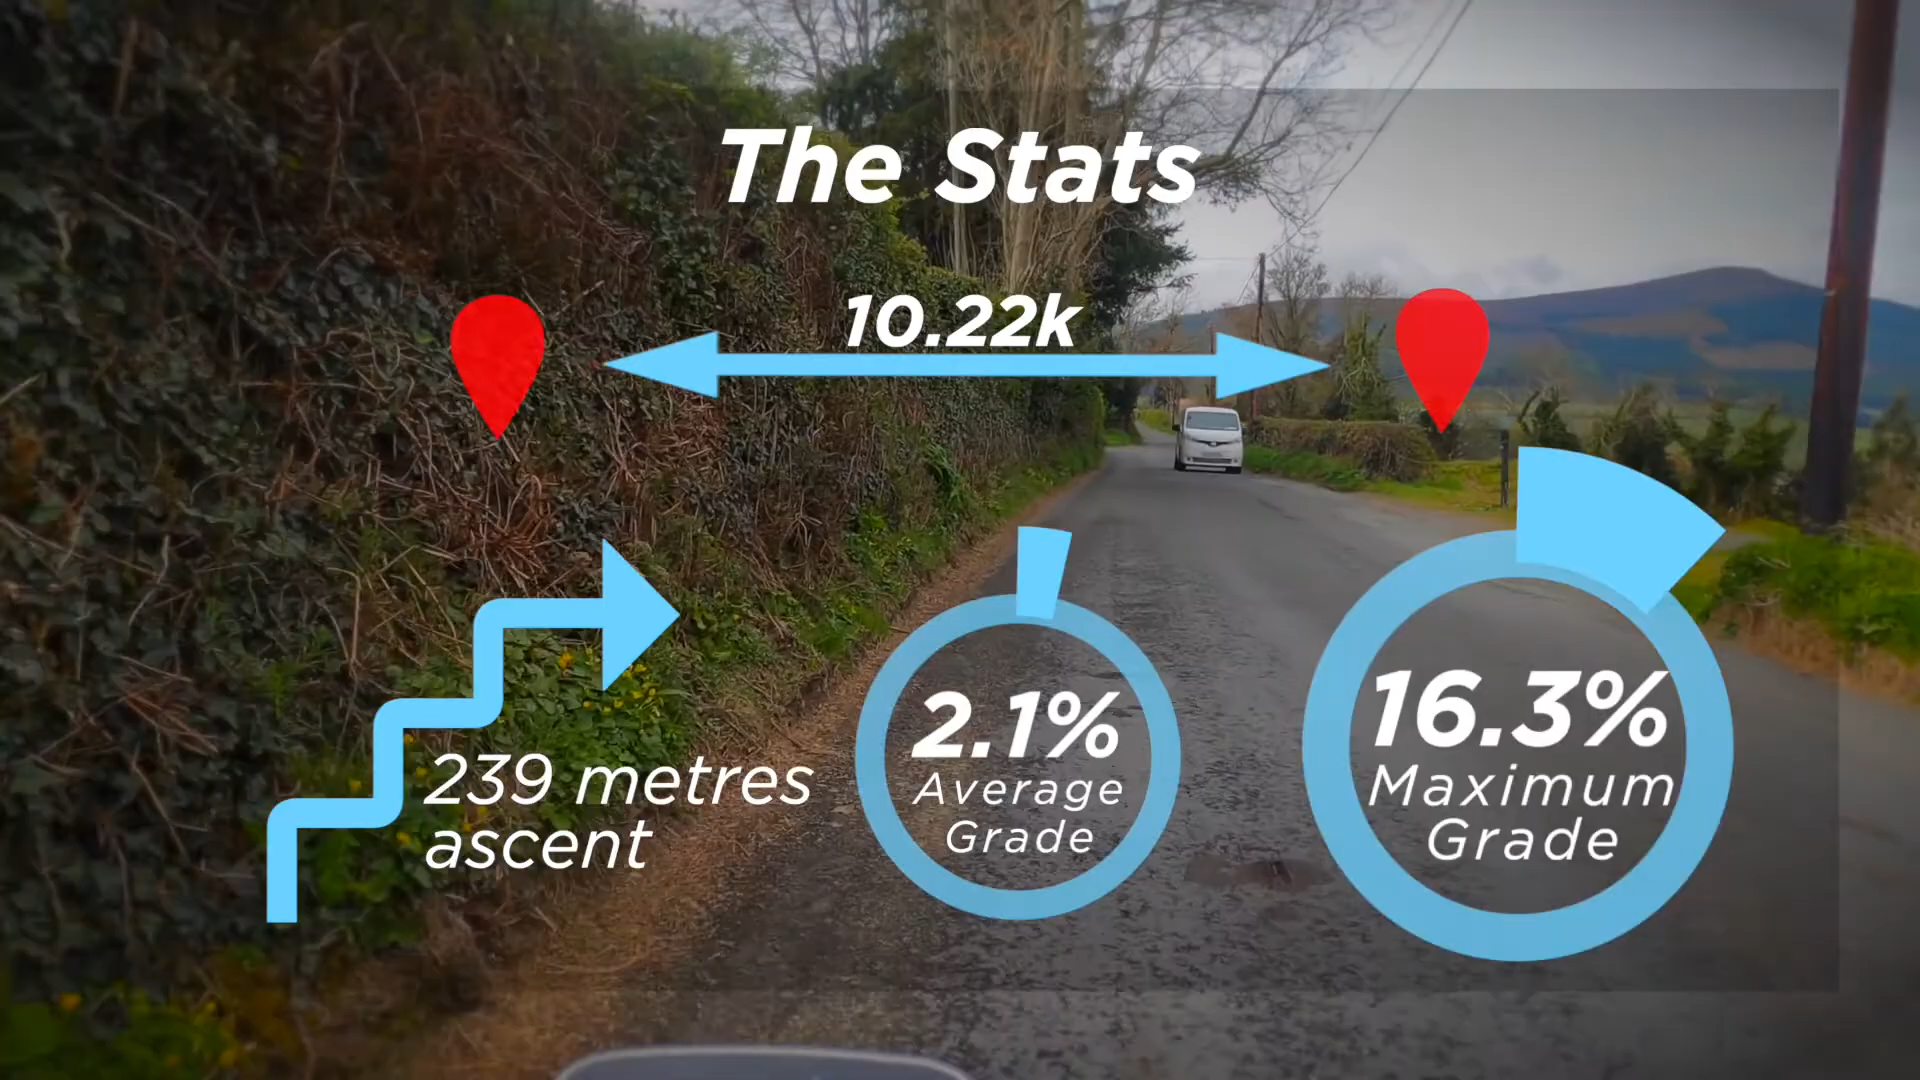 The Stats
10.22k
239 metres
ascent
2.1%
Average
Grade
16.3%
Maximum
Grade